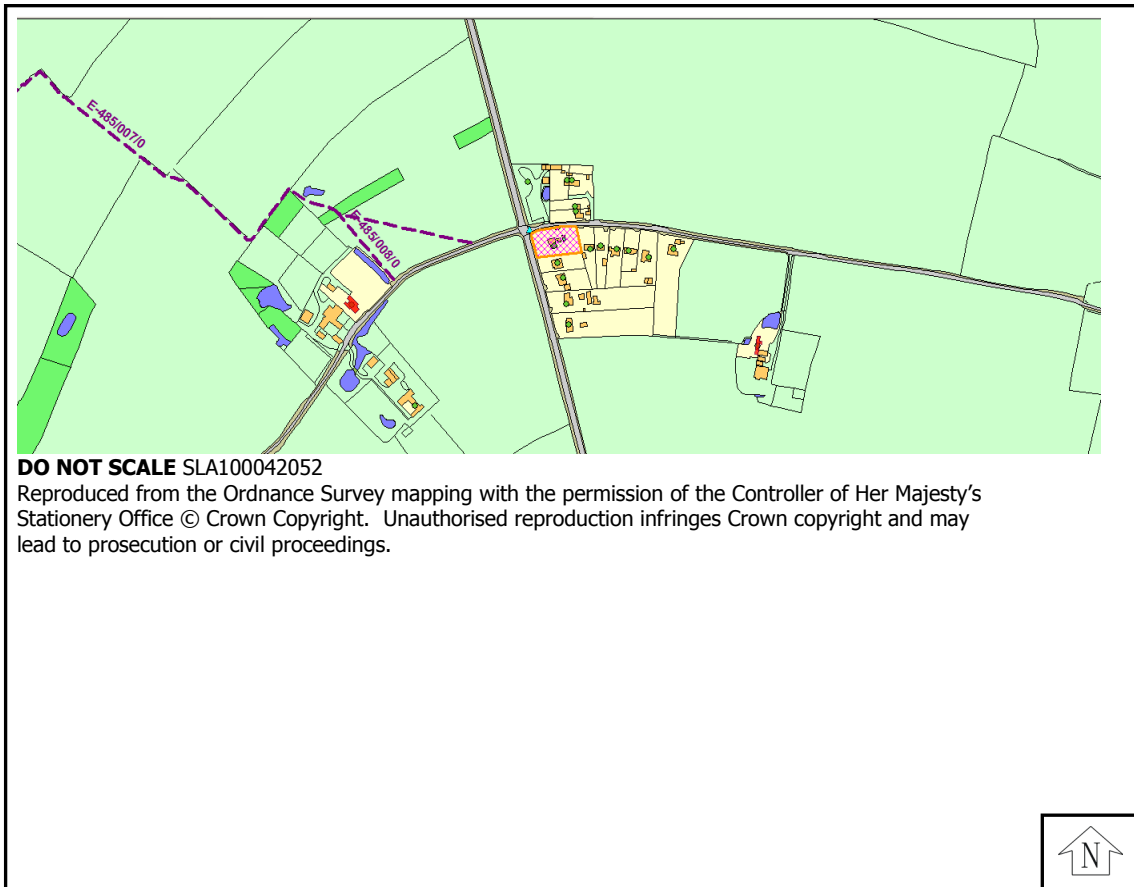 E-485/007/0
E-485/008/0
DO NOT SCALE SLA100042052
Reproduced from the Ordnance Survey mapping with the permission of the Controller of Her Majesty's
Stationery Office © Crown Copyright.  Unauthorised reproduction infringes Crown copyright and may
lead to prosecution or civil proceedings.
N